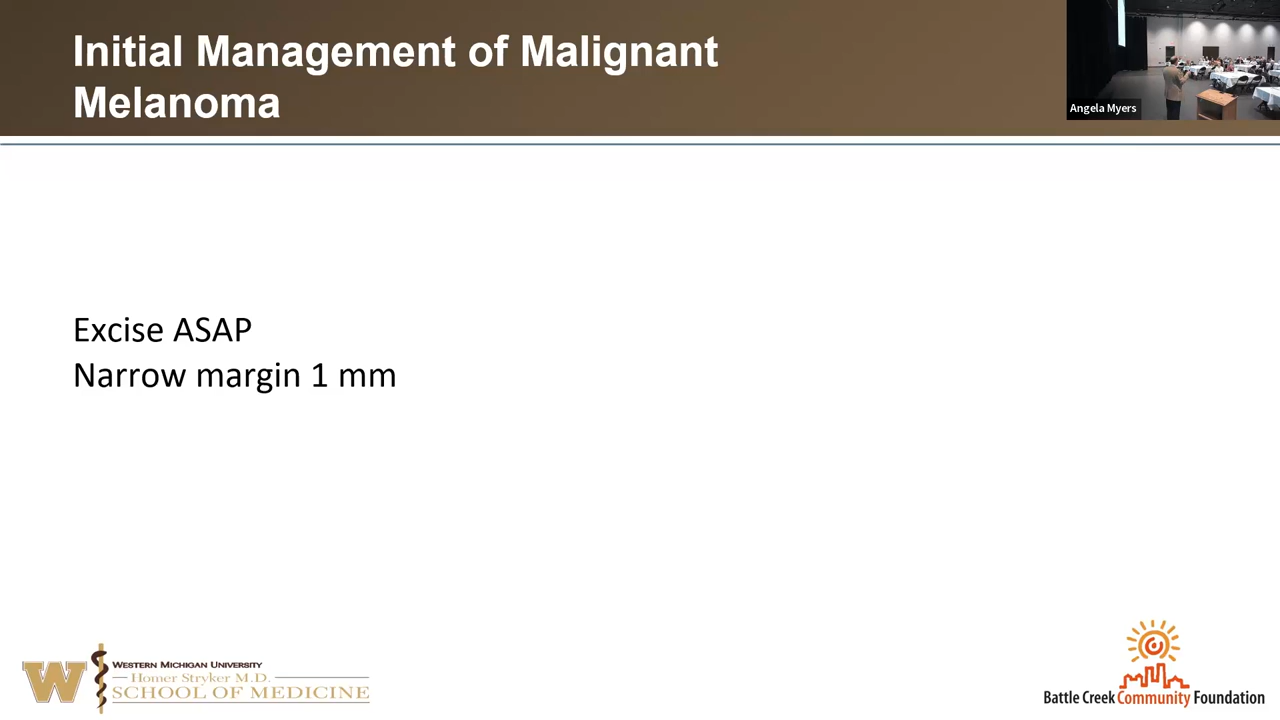 Initial Management of Malignant
Melanoma
Angela Myers
Excise ASAP
Narrow margin 1 mm
W
WESTERN MICHIGAN UNIVERSITY
Homer Stryker M.D.
SCHOOL OF MEDICINE
Battle Creek Community Foundation